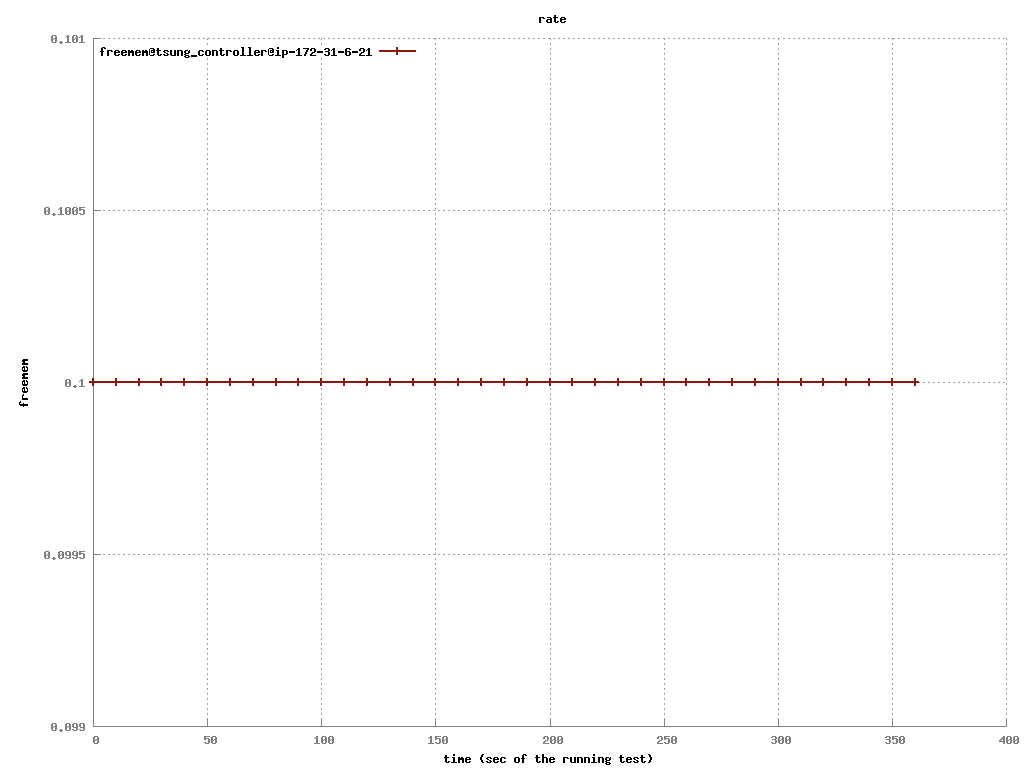 rate
freemem@tsung_controller@ip-172-31-6-21
0.101
0.1005
0.1
0.0995
0.099
freemem
0 50 100 150 200 250 300 350 400
time (sec of the running test)